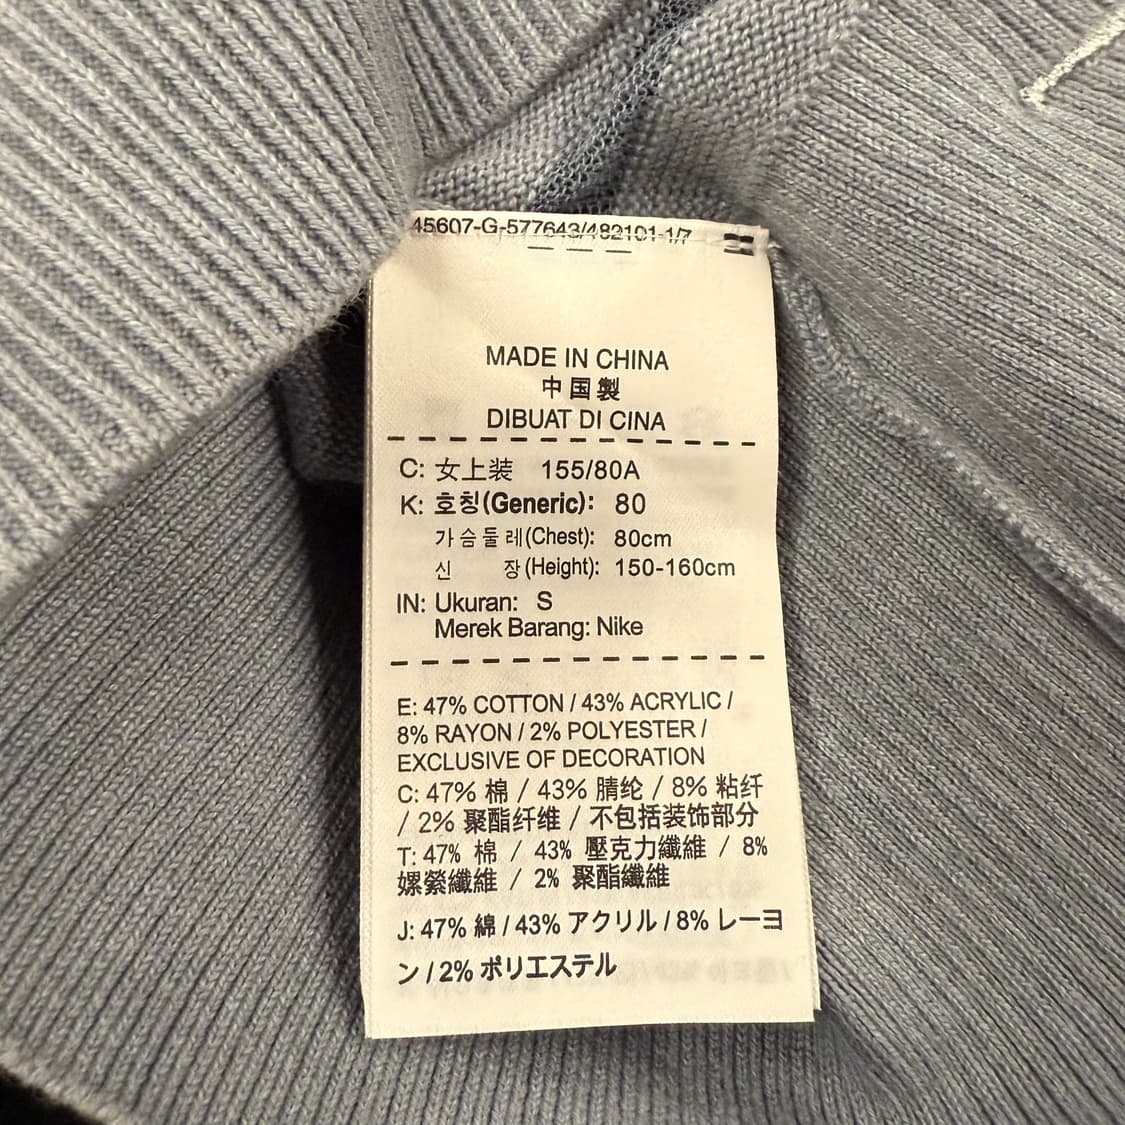 45607-G-577643/482101-1/7
MADE IN CHINA
中国製
DIBUAT DI CINA
C: 女上装 155/80A
K: 호칭(Generic): 80
가슴둘레(Chest): 80cm
신 장(Height): 150-160cm
IN: Ukuran: S
Merek Barang: Nike
E: 47% COTTON / 43% ACRYLIC /
8% RAYON / 2% POLYESTER /
EXCLUSIVE OF DECORATION
C: 47% 棉 / 43% 腈纶 / 8% 粘纤
/ 2% 聚酯纤维 / 不包括装饰部分
T: 47% 棉 / 43% 壓克力纖維 / 8%
嫘縈纖維 / 2% 聚酯纖維
J: 47% 綿 / 43% アクリル / 8% レーヨ
ン / 2% ポリエステル